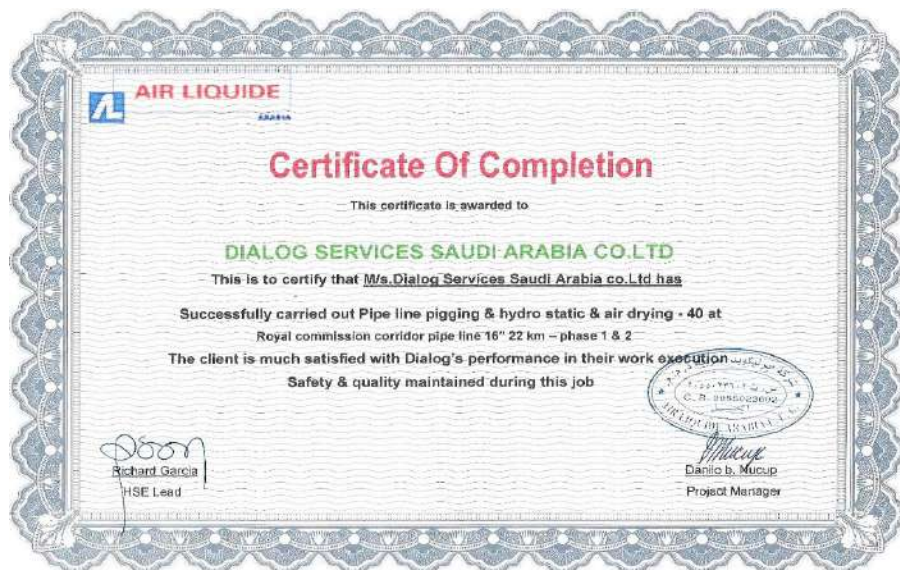 AIR LIQUIDE
ARABIA
Certificate Of Completion
This certificate is awarded to
DIALOG SERVICES SAUDI ARABIA CO.LTD
This is to certify that M/s.Dialog Services Saudi Arabia co.Ltd has
Successfully carried out Pipe line pigging & hydro static & air drying - 40 at
Royal commission corridor pipe line 16" 22 km – phase 1 & 2
The client is much satisfied with Dialog's performance in their work execution
Safety & quality maintained during this job
C. R.
AIR LIQUIDE ARABIA
Richard Garcia
HSE Lead
Danilo b. Mucup
Project Manager